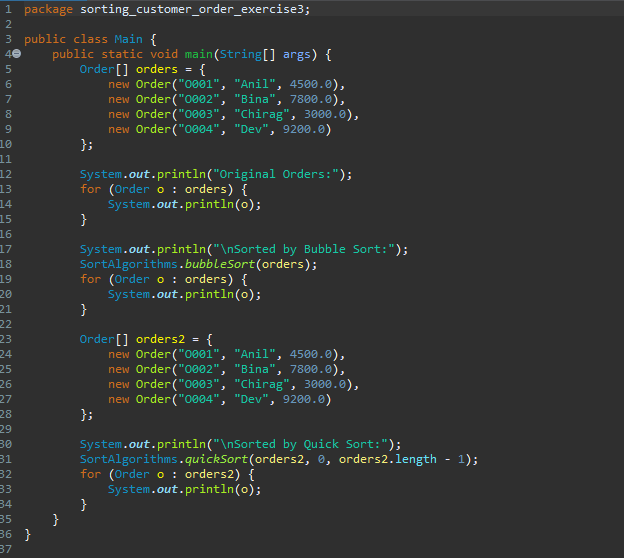 1 package sorting_customer_order_exercise3;
2
3 public class Main {
4     public static void main(String[] args) {
5         Order[] orders = {
6             new Order("O001", "Anil", 4500.0),
7             new Order("O002", "Bina", 7800.0),
8             new Order("O003", "Chirag", 3000.0),
9             new Order("O004", "Dev", 9200.0)
10         };
11
12         System.out.println("Original Orders:");
13         for (Order o : orders) {
14             System.out.println(o);
15         }
16
17         System.out.println("\nSorted by Bubble Sort:");
18         SortAlgorithms.bubbleSort(orders);
19         for (Order o : orders) {
20             System.out.println(o);
21         }
22
23         Order[] orders2 = {
24             new Order("O001", "Anil", 4500.0),
25             new Order("O002", "Bina", 7800.0),
26             new Order("O003", "Chirag", 3000.0),
27             new Order("O004", "Dev", 9200.0)
28         };
29
30         System.out.println("\nSorted by Quick Sort:");
31         SortAlgorithms.quickSort(orders2, 0, orders2.length - 1);
32         for (Order o : orders2) {
33             System.out.println(o);
34         }
35     }
36 }
37